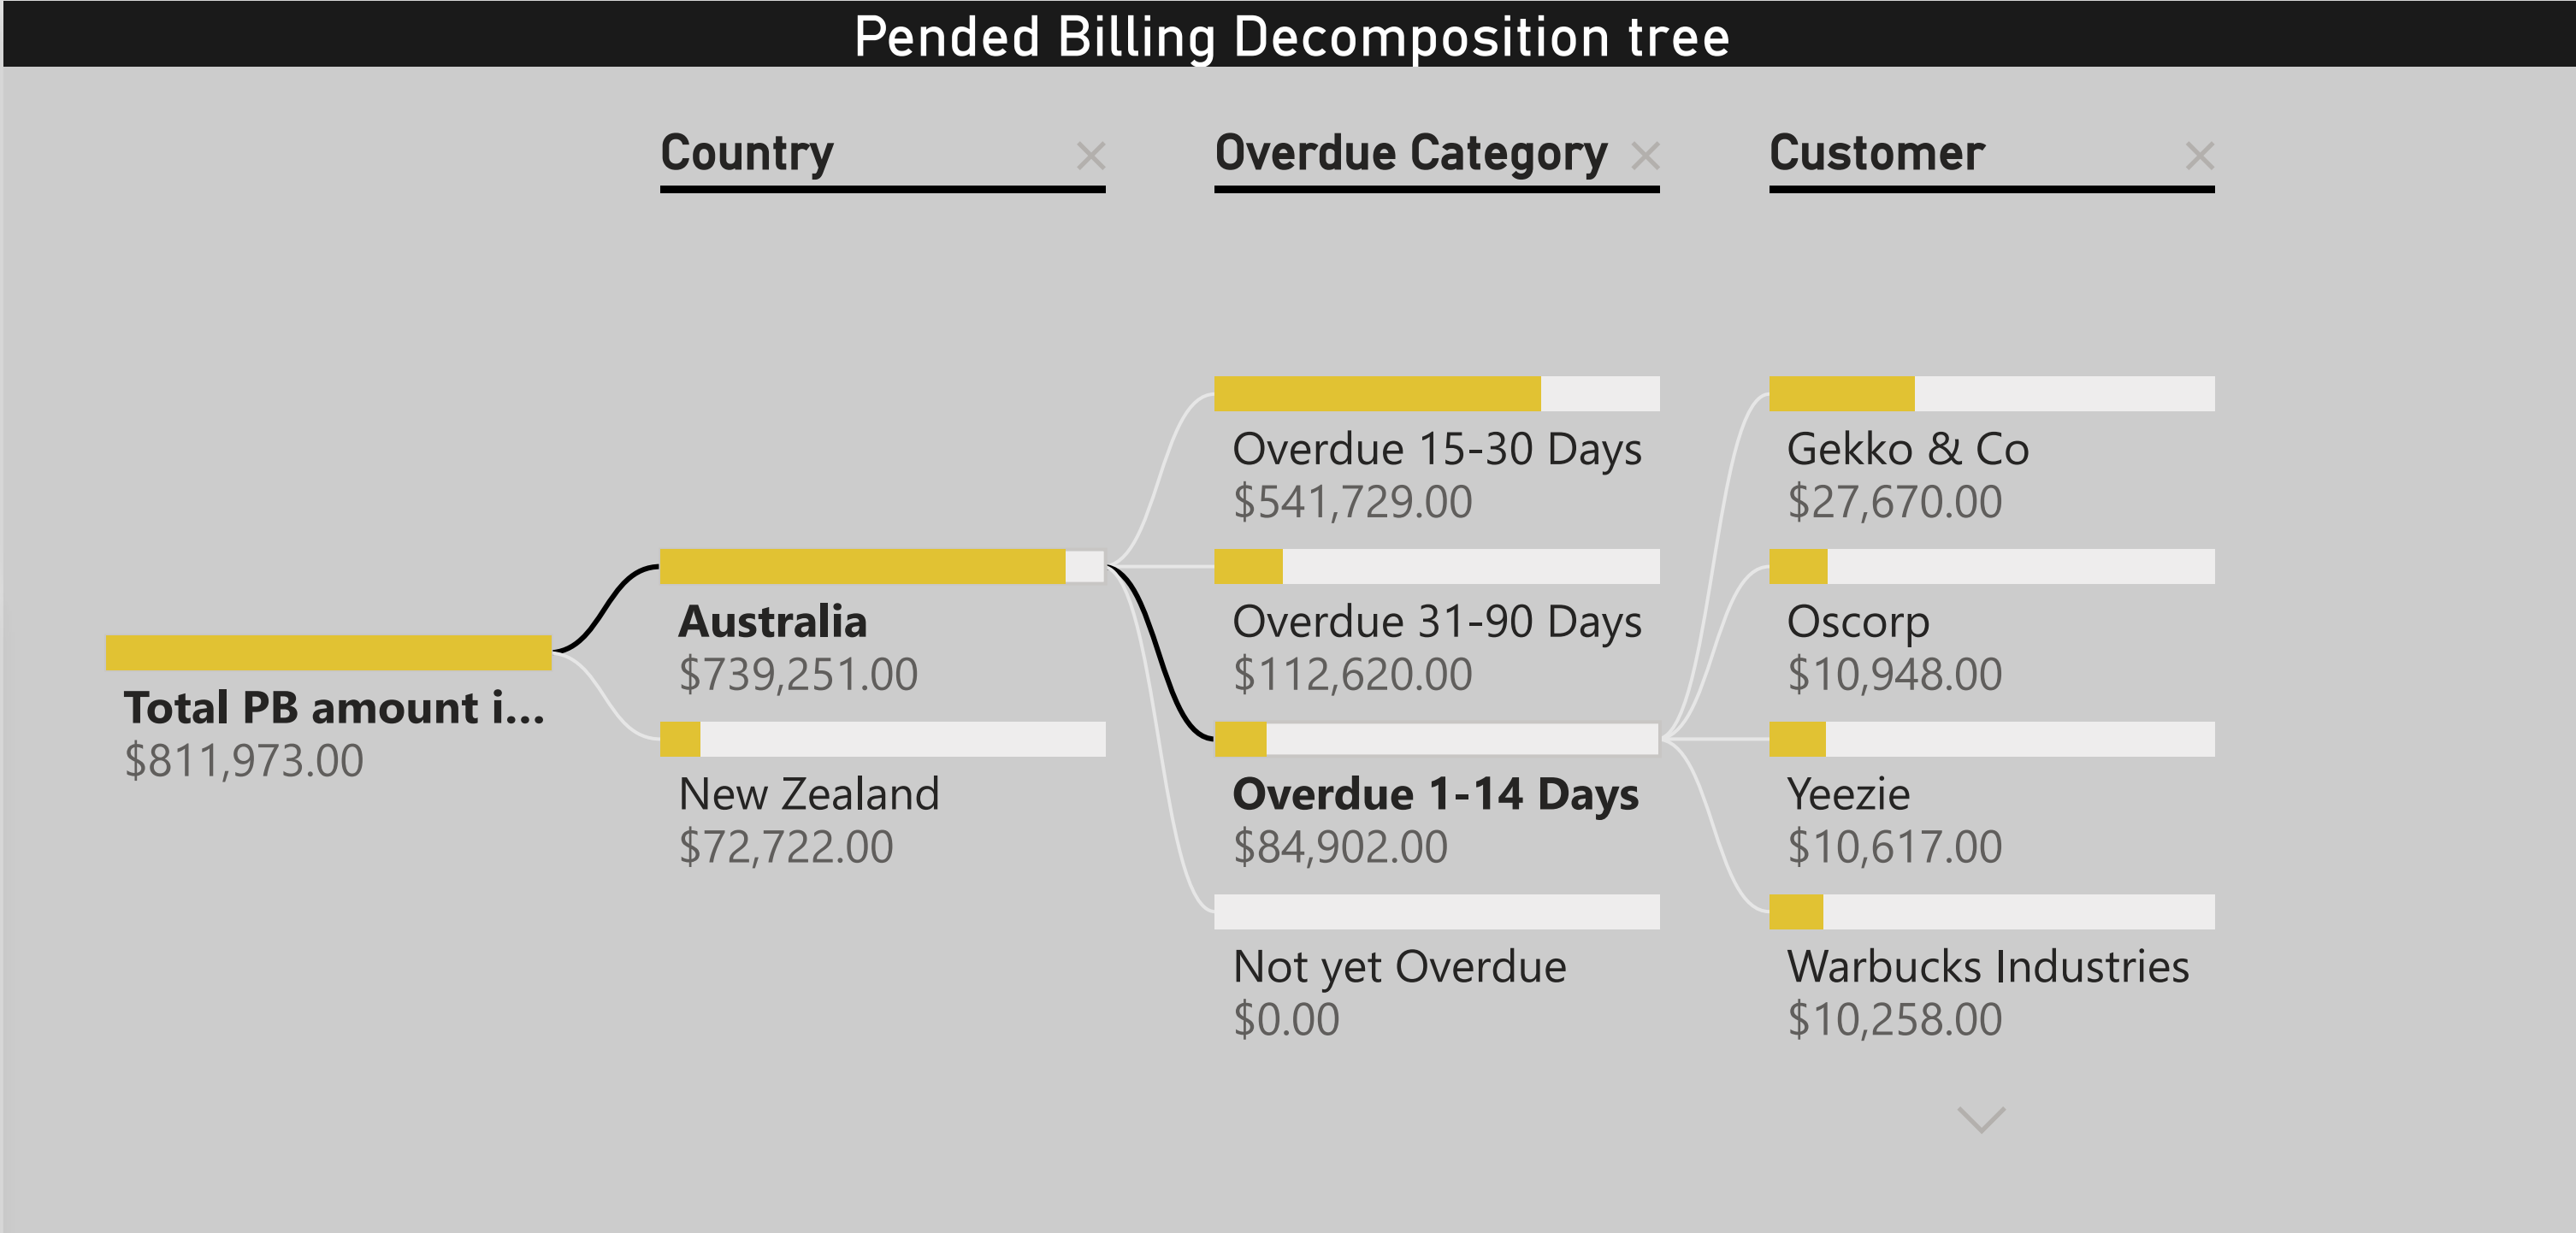 Pended Billing Decomposition tree
Country
Overdue Category
Customer
Total PB amount i...
$811,973.00
Australia
$739,251.00
New Zealand
$72,722.00
Overdue 15-30 Days
$541,729.00
Overdue 31-90 Days
$112,620.00
Overdue 1-14 Days
$84,902.00
Not yet Overdue
$0.00
Gekko & Co
$27,670.00
Oscorp
$10,948.00
Yeezie
$10,617.00
Warbucks Industries
$10,258.00